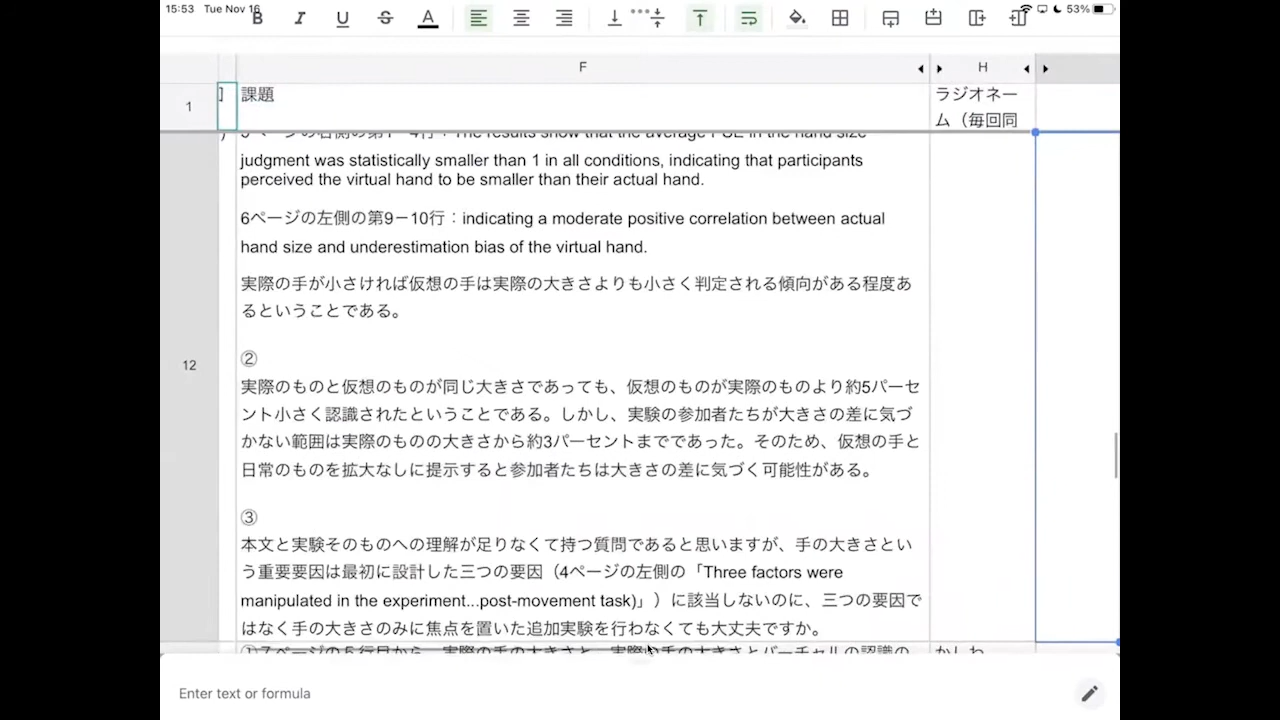 15:53 Tue Nov 16
53%
B I U S A
F
H
1
]
課題
ラジオネー
ム（毎回同
judgment was statistically smaller than 1 in all conditions, indicating that participants
perceived the virtual hand to be smaller than their actual hand.
6ページの左側の第9－10行：indicating a moderate positive correlation between actual
hand size and underestimation bias of the virtual hand.
実際の手が小さければ仮想の手は実際の大きさよりも小さく判定される傾向がある程度あ
るということである。
②
12
実際のものと仮想のものが同じ大きさであっても、仮想のものが実際のものより約5パーセ
ント小さく認識されたということである。しかし、実験の参加者たちが大きさの差に気づ
かない範囲は実際のものの大きさから約3パーセントまでであった。そのため、仮想の手と
日常のものを拡大なしに提示すると参加者たちは大きさの差に気づく可能性がある。
③
本文と実験そのものへの理解が足りなくて持つ質問であると思いますが、手の大きさとい
う重要要因は最初に設計した三つの要因（4ページの左側の「Three factors were
manipulated in the experiment...post-movement task)」）に該当しないのに、三つの要因で
はなく手の大きさのみに焦点を置いた追加実験を行わなくても大丈夫ですか。
Enter text or formula